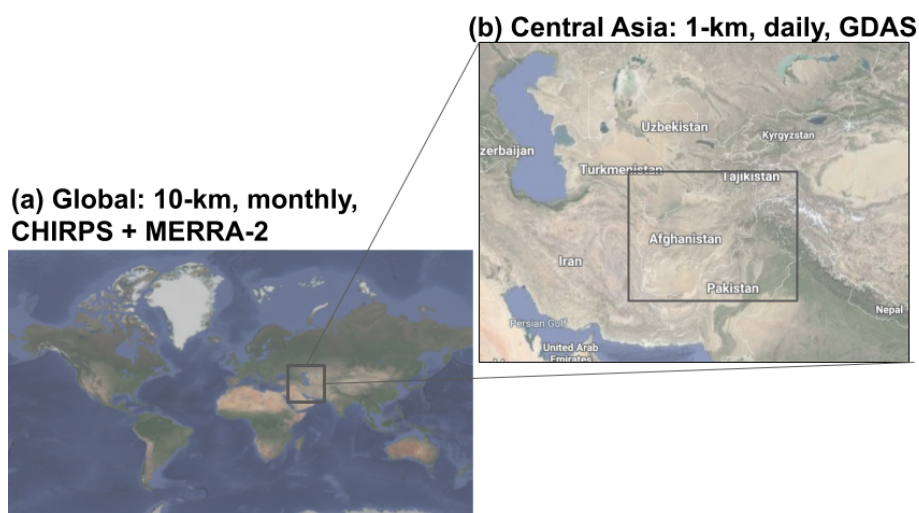 (b) Central Asia: 1-km, daily, GDAS
Uzbekistan
Kyrgyzstan
zerbaijan
Turkmenistan
Tajikistan
(a) Global: 10-km, monthly,
CHIRPS + MERRA-2
Afghanistan
Iran
Pakistan
Nepal
Persian Gulf
United Arab
Emirates